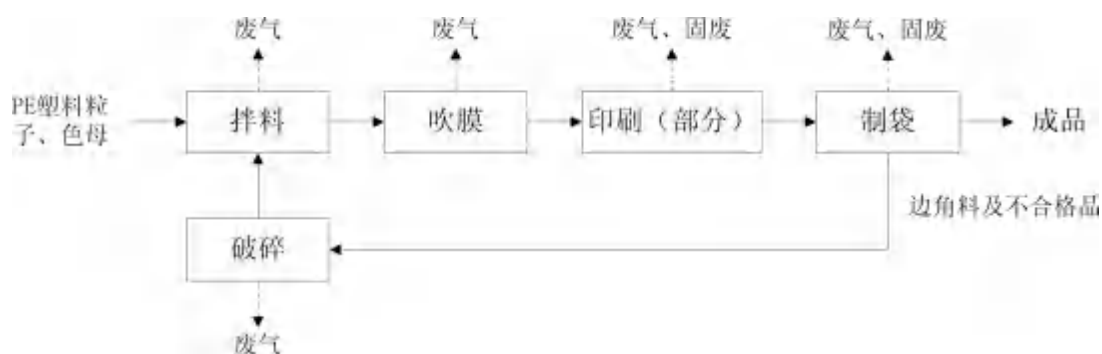 废气
废气
废气、固废
废气、固废
PE塑料粒
子、色母
拌料
吹膜
印刷（部分）
制袋
成品
边角料及不合格品
破碎
废气